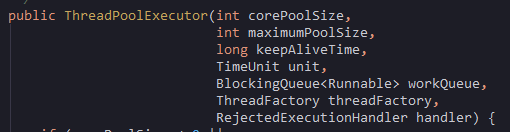 public ThreadPoolExecutor(int corePoolSize,
int maximumPoolSize,
long keepAliveTime,
TimeUnit unit,
BlockingQueue<Runnable> workQueue,
ThreadFactory threadFactory,
RejectedExecutionHandler handler) {